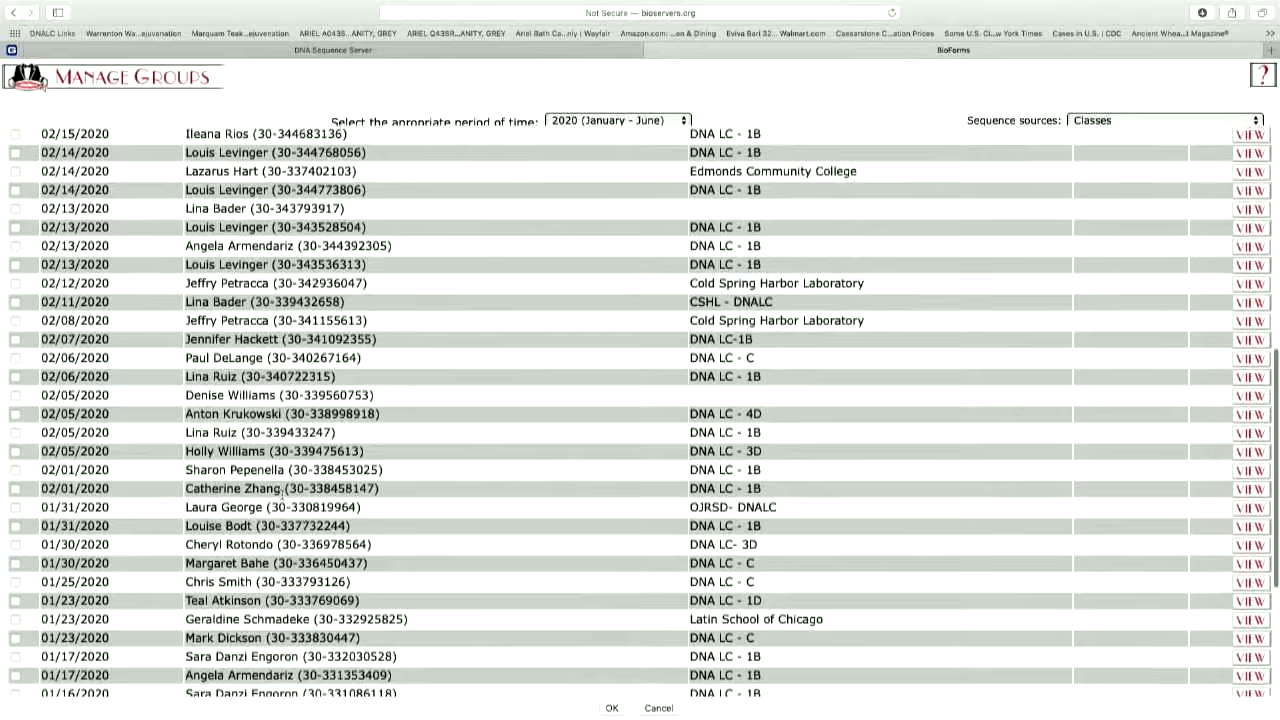 Not Secure — bioservers.org
DNALC Links Warrenton Wa...ejuvenation Marquam Teak...ejuvenation ARIEL A043S...ANITY, GREY ARIEL Q43SR...ANITY, GREY Ariel Bath Ca...nly | Wayfair Amazon.com: ...en & Dining Eviva Bari 32... Walmart.com Caesarstone C...ation Prices Some U.S. Ci...w York Times Cases in U.S. | CDC Ancient Whea...l Magazine®
DNA Sequence Server BioForms
MANAGE GROUPS ?
Select the appropriate period of time: 2020 (January - June) Sequence sources: Classes
02/15/2020 Ileana Rios (30-344683136) DNA LC - 1B VIEW
02/14/2020 Louis Levinger (30-344768056) DNA LC - 1B VIEW
02/14/2020 Lazarus Hart (30-337402103) Edmonds Community College VIEW
02/14/2020 Louis Levinger (30-344773806) DNA LC - 1B VIEW
02/13/2020 Lina Bader (30-343793917) VIEW
02/13/2020 Louis Levinger (30-343528504) DNA LC - 1B VIEW
02/13/2020 Angela Armendariz (30-344392305) DNA LC - 1B VIEW
02/13/2020 Louis Levinger (30-343536313) DNA LC - 1B VIEW
02/12/2020 Jeffry Petracca (30-342936047) Cold Spring Harbor Laboratory VIEW
02/11/2020 Lina Bader (30-339432658) CSHL - DNALC VIEW
02/08/2020 Jeffry Petracca (30-341155613) Cold Spring Harbor Laboratory VIEW
02/07/2020 Jennifer Hackett (30-341092355) DNA LC-1B VIEW
02/06/2020 Paul DeLange (30-340267164) DNA LC - C VIEW
02/06/2020 Lina Ruiz (30-340722315) DNA LC - 1B VIEW
02/05/2020 Denise Williams (30-339560753) VIEW
02/05/2020 Anton Krukowski (30-338998918) DNA LC - 4D VIEW
02/05/2020 Lina Ruiz (30-339433247) DNA LC - 1B VIEW
02/05/2020 Holly Williams (30-339475613) DNA LC - 3D VIEW
02/01/2020 Sharon Pepenella (30-338453025) DNA LC - 1B VIEW
02/01/2020 Catherine Zhang (30-338458147) DNA LC - 1B VIEW
01/31/2020 Laura George (30-330819964) OJRSD- DNALC VIEW
01/31/2020 Louise Bodt (30-337732244) DNA LC - 1B VIEW
01/30/2020 Cheryl Rotondo (30-336978564) DNA LC- 3D VIEW
01/30/2020 Margaret Bahe (30-336450437) DNA LC - C VIEW
01/25/2020 Chris Smith (30-333793126) DNA LC - C VIEW
01/23/2020 Teal Atkinson (30-333769069) DNA LC - 1D VIEW
01/23/2020 Geraldine Schmadeke (30-332925825) Latin School of Chicago VIEW
01/23/2020 Mark Dickson (30-333830447) DNA LC - C VIEW
01/17/2020 Sara Danzi Engoron (30-332030528) DNA LC - 1B VIEW
01/17/2020 Angela Armendariz (30-331353409) DNA LC - 1B VIEW
01/16/2020 Sara Danzi Engoron (30-331086118) DNA LC - 1B VIEW
OK Cancel